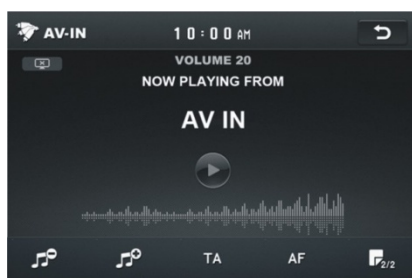 AV-IN 10:00 AM
VOLUME 20
NOW PLAYING FROM
AV IN
TA AF 2/2